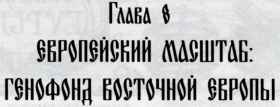 Глава 6
ЕВРОПЕЙСКИЙ МАСШТАБ:
ГЕНОФОНД ВОСТОЧНОЙ ЕВРОПЫ